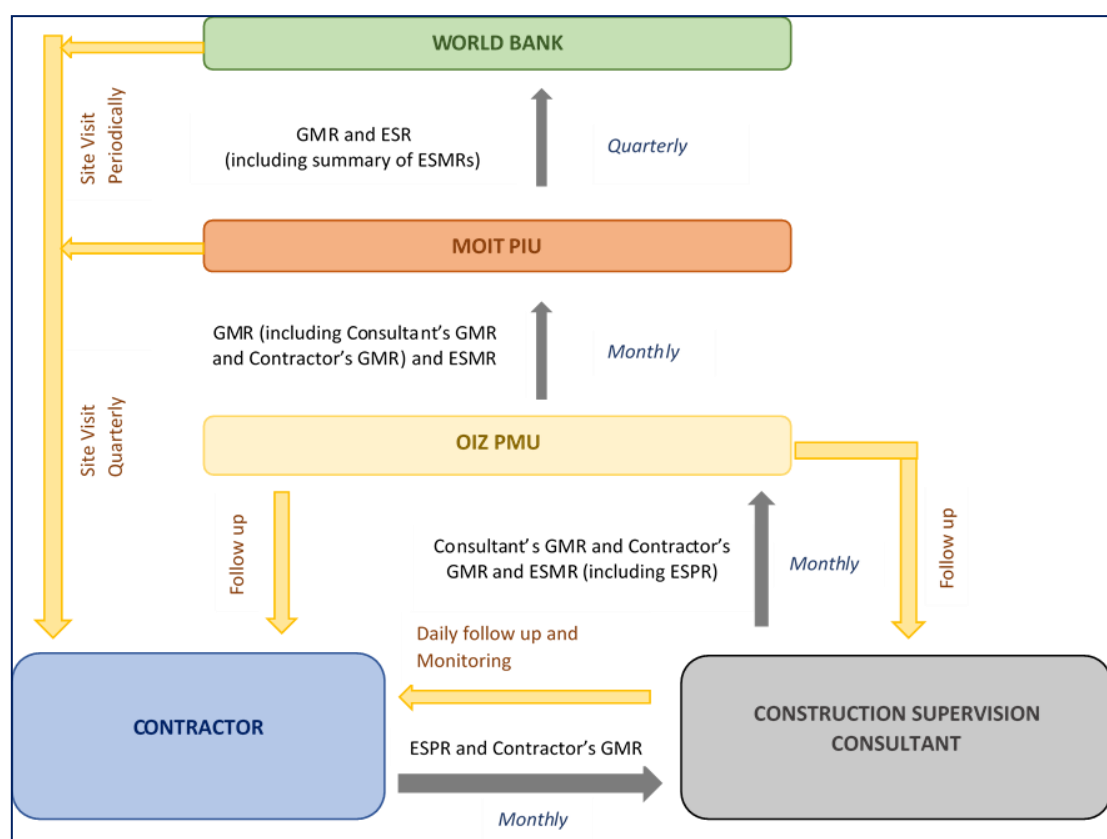 WORLD BANK
Site Visit
Periodically
GMR and ESR
(including summary of ESMRs)
Quarterly
MOIT PIU
GMR (including Consultant's GMR
and Contractor's GMR) and ESMR
Monthly
Site Visit
Quarterly
OIZ PMU
Follow up
Consultant's GMR and Contractor's
GMR and ESMR (including ESPR)
Monthly
Follow up
Daily follow up and
Monitoring
CONTRACTOR
CONSTRUCTION SUPERVISION
CONSULTANT
ESPR and Contractor's GMR
Monthly